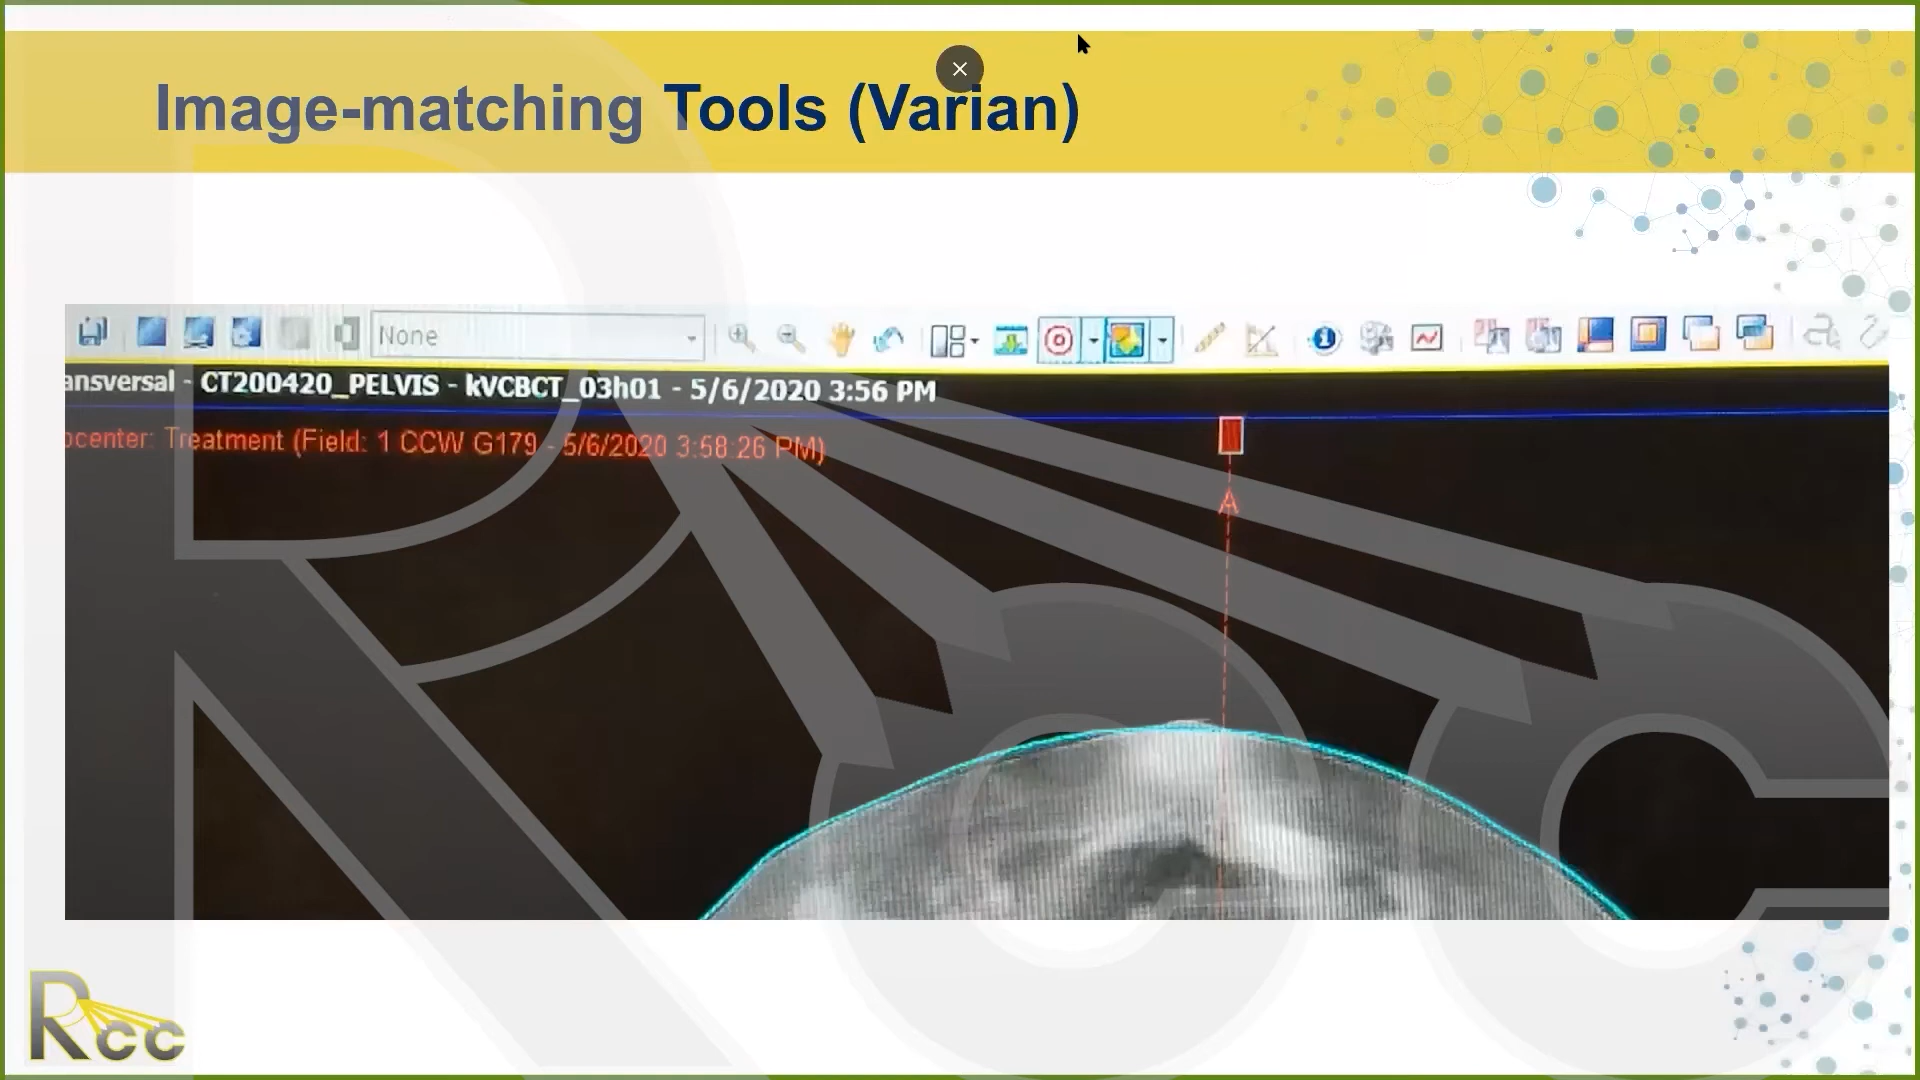 Image-matching Tools (Varian)
None
ansversal - CT200420_PELVIS - kVCBCT_03h01 - 5/6/2020 3:56 PM
ocenter: Treatment (Field: 1 CCW G179 - 5/6/2020 3:58:26 PM)
A
Rcc
Rcc